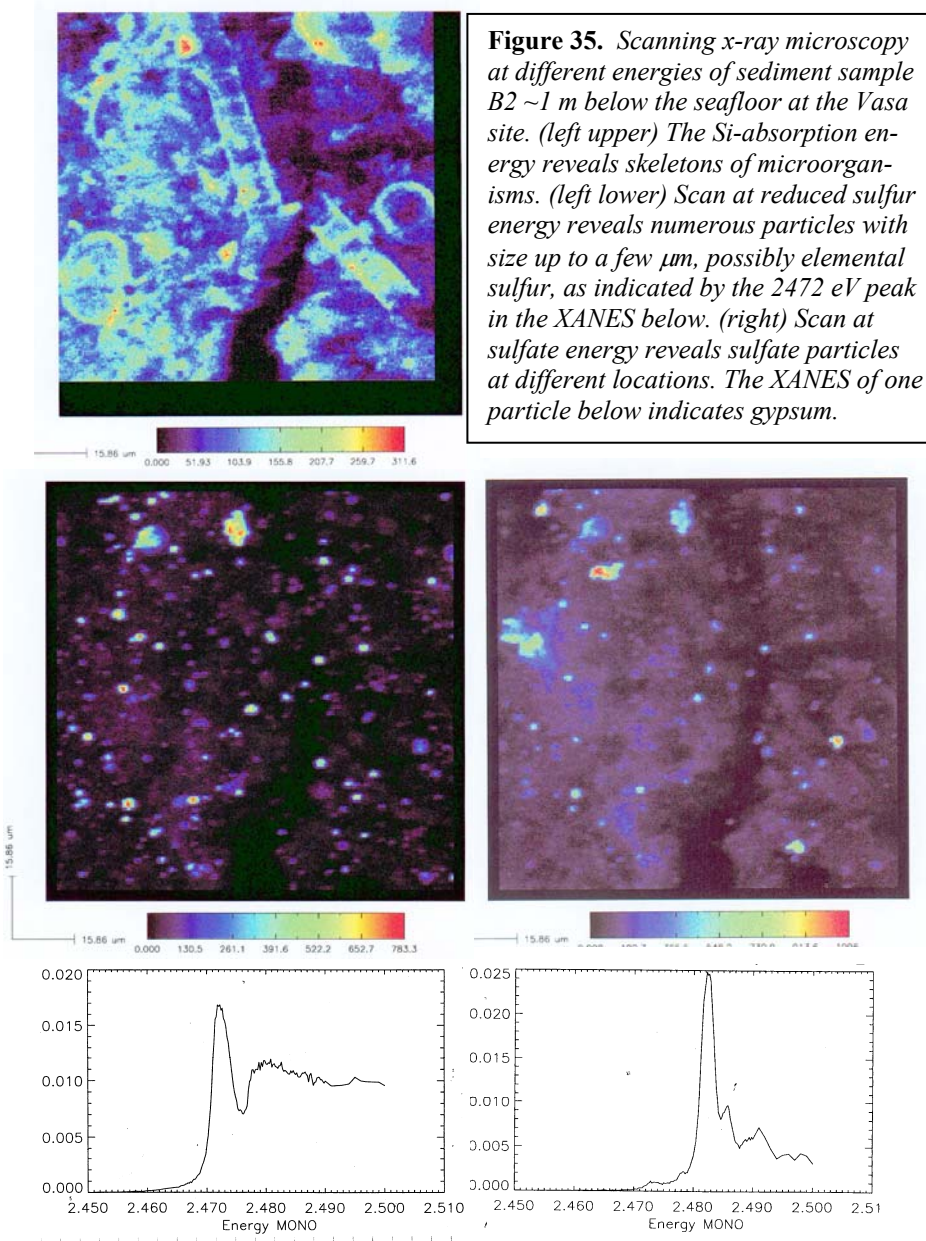 Figure 35. Scanning x-ray microscopy
at different energies of sediment sample
B2 ~1 m below the seafloor at the Vasa
site. (left upper) The Si-absorption en-
ergy reveals skeletons of microorgan-
isms. (left lower) Scan at reduced sulfur
energy reveals numerous particles with
size up to a few µm, possibly elemental
sulfur, as indicated by the 2472 eV peak
in the XANES below. (right) Scan at
sulfate energy reveals sulfate particles
at different locations. The XANES of one
particle below indicates gypsum.
15.86 um
0.000 51.93 103.9 155.8 207.7 259.7 311.6
15.86 um
15.86 um
0.000 130.5 261.1 391.6 522.2 652.7 783.3
15.86 um
0.020
0.015
0.010
0.005
0.000
2.450 2.460 2.470 2.480 2.490 2.500 2.510
Energy MONO
0.025
0.020
0.015
0.010
0.005
0.000
2.450 2.460 2.470 2.480 2.490 2.500 2.51
Energy MONO